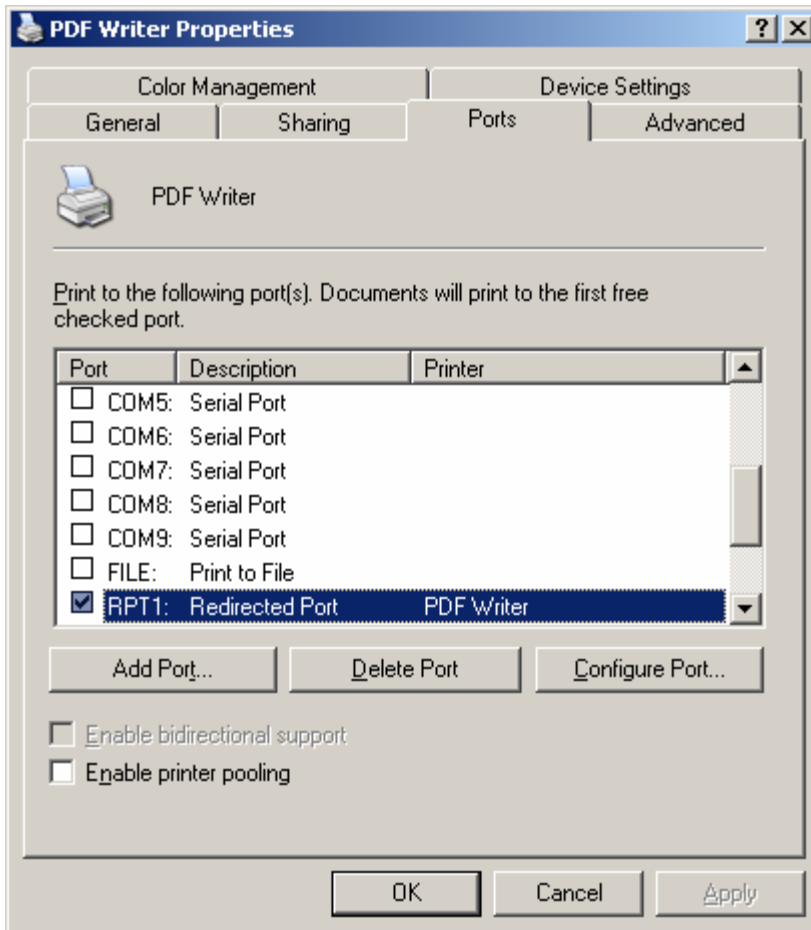 PDF Writer Properties
Color Management Device Settings
General Sharing Ports Advanced
PDF Writer
Print to the following port(s). Documents will print to the first free
checked port.
Port Description Printer
COM5: Serial Port
COM6: Serial Port
COM7: Serial Port
COM8: Serial Port
COM9: Serial Port
FILE: Print to File
RPT1: Redirected Port PDF Writer
Add Port... Delete Port Configure Port...
Enable bidirectional support
Enable printer pooling
OK Cancel Apply